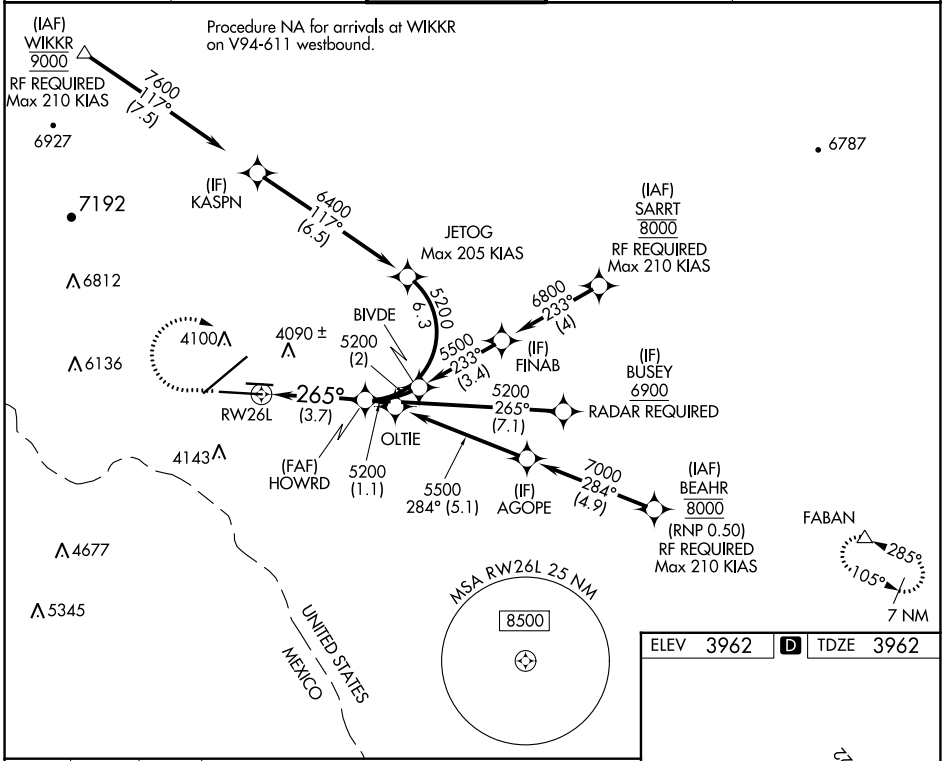 Procedure NA for arrivals at WIKKR
on V94-611 westbound.
(IAF)
WIKKR
9000
RF REQUIRED
Max 210 KIAS
6927
7192
6812
6136
7600
117°
(7.5)
(IF)
KASPN
6400
117°
(6.5)
JETOG
Max 205 KIAS
5200
6.3
6787
(IAF)
SARRT
8000
RF REQUIRED
Max 210 KIAS
6800
233°
(4)
(IF)
FINAB
5500
233°
(3.4)
BIVDE
5200
(2)
4100
4090 ±
(IF)
BUSEY
6900
RADAR REQUIRED
5200
265°
(7.1)
OLTIE
265°
(3.7)
RW26L
(FAF)
HOWRD
5200
(1.1)
4143
5500
284° (5.1)
(IF)
AGOPE
7000
284°
(4.9)
(IAF)
BEAHR
8000
(RNP 0.50)
RF REQUIRED
Max 210 KIAS
FABAN
285°
105°
7 NM
4677
5345
UNITED STATES
MEXICO
MSA RW26L 25 NM
8500
ELEV 3962 D TDZE 3962
22